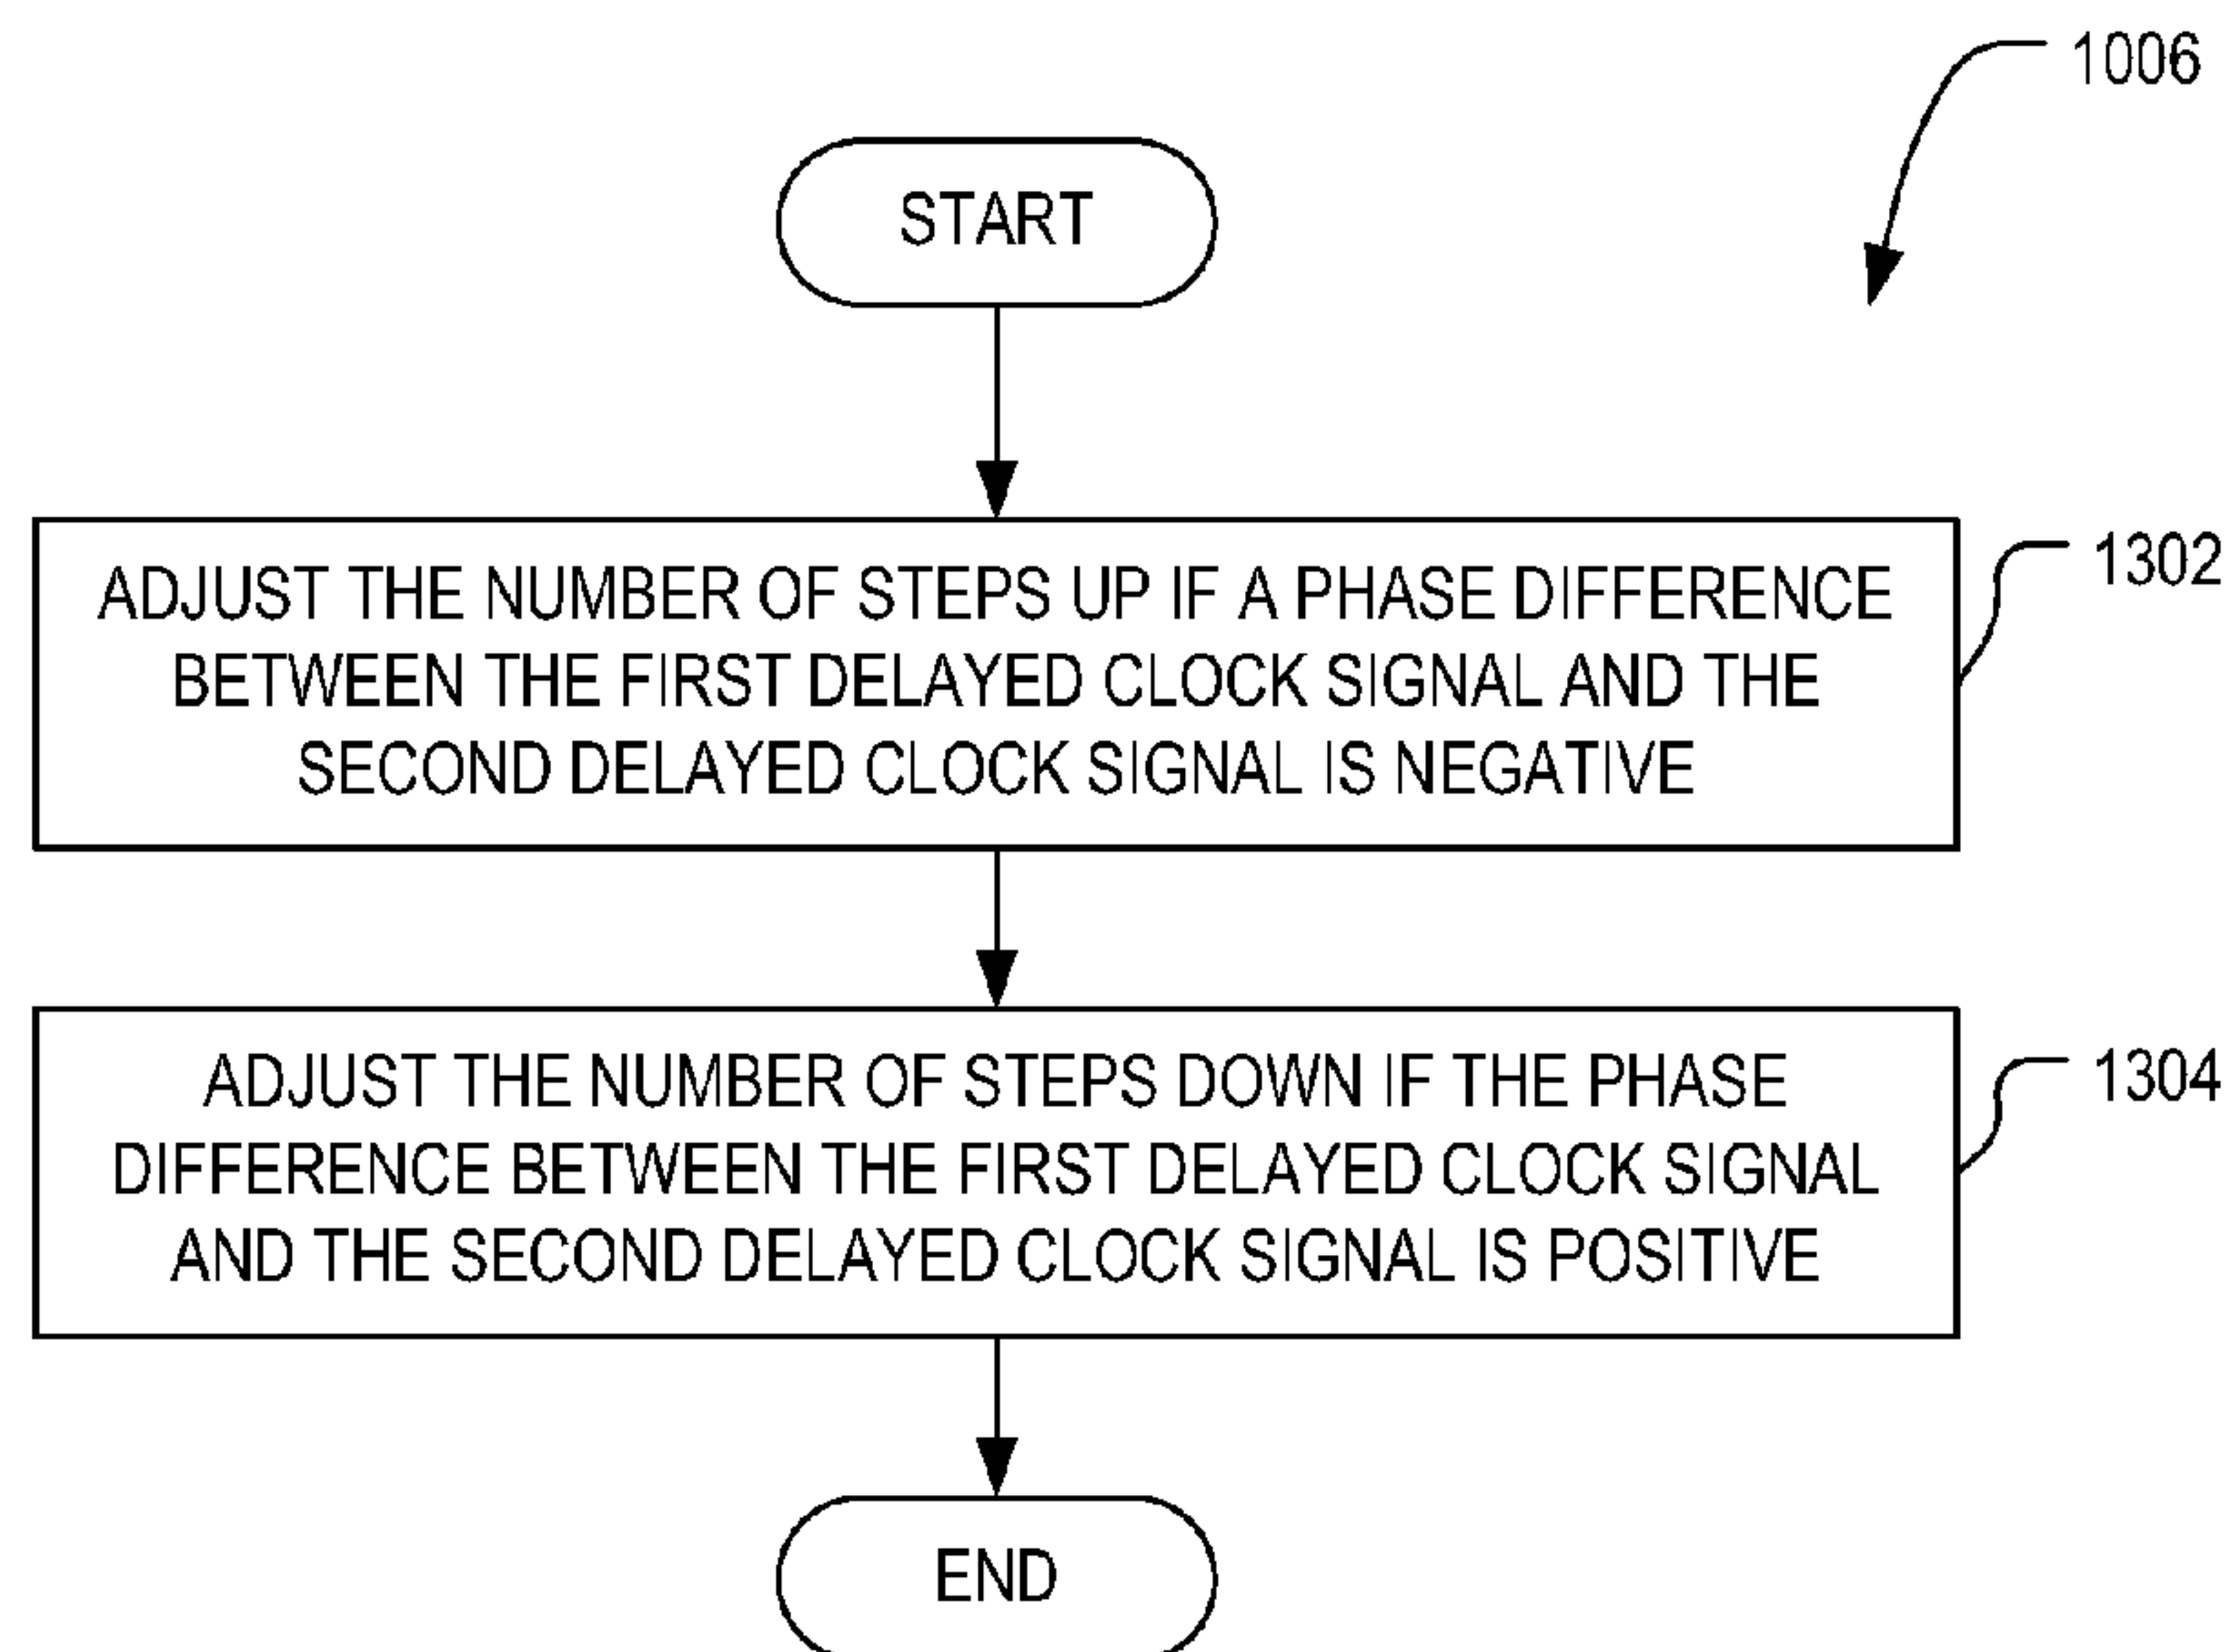 1006
START
ADJUST THE NUMBER OF STEPS UP IF A PHASE DIFFERENCE
BETWEEN THE FIRST DELAYED CLOCK SIGNAL AND THE
SECOND DELAYED CLOCK SIGNAL IS NEGATIVE
1302
ADJUST THE NUMBER OF STEPS DOWN IF THE PHASE
DIFFERENCE BETWEEN THE FIRST DELAYED CLOCK SIGNAL
AND THE SECOND DELAYED CLOCK SIGNAL IS POSITIVE
1304
END